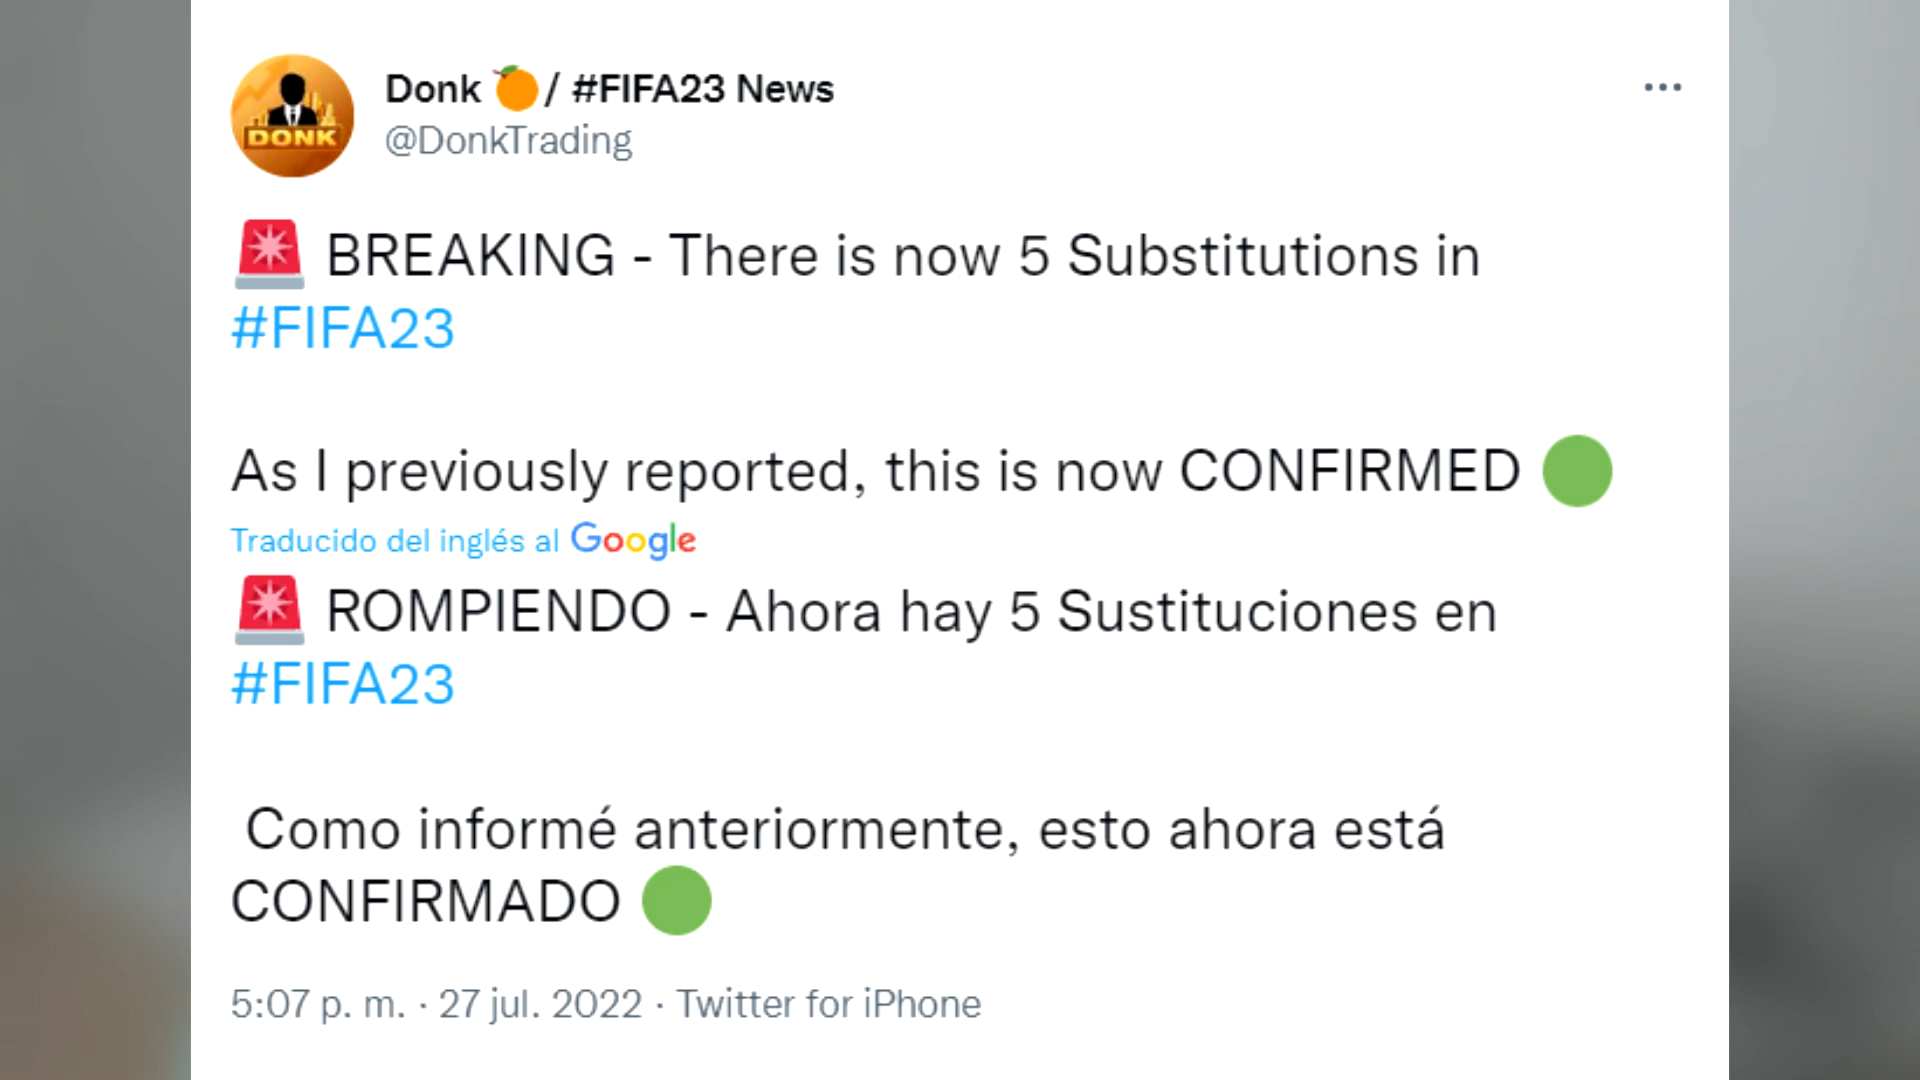 DONK
Donk 🍊/ #FIFA23 News
@DonkTrading
🚨 BREAKING - There is now 5 Substitutions in
#FIFA23
As I previously reported, this is now CONFIRMED 🟢
Traducido del inglés al Google
🚨 ROMPIENDO - Ahora hay 5 Sustituciones en
#FIFA23
Como informé anteriormente, esto ahora está
CONFIRMADO 🟢
5:07 p. m. · 27 jul. 2022 · Twitter for iPhone